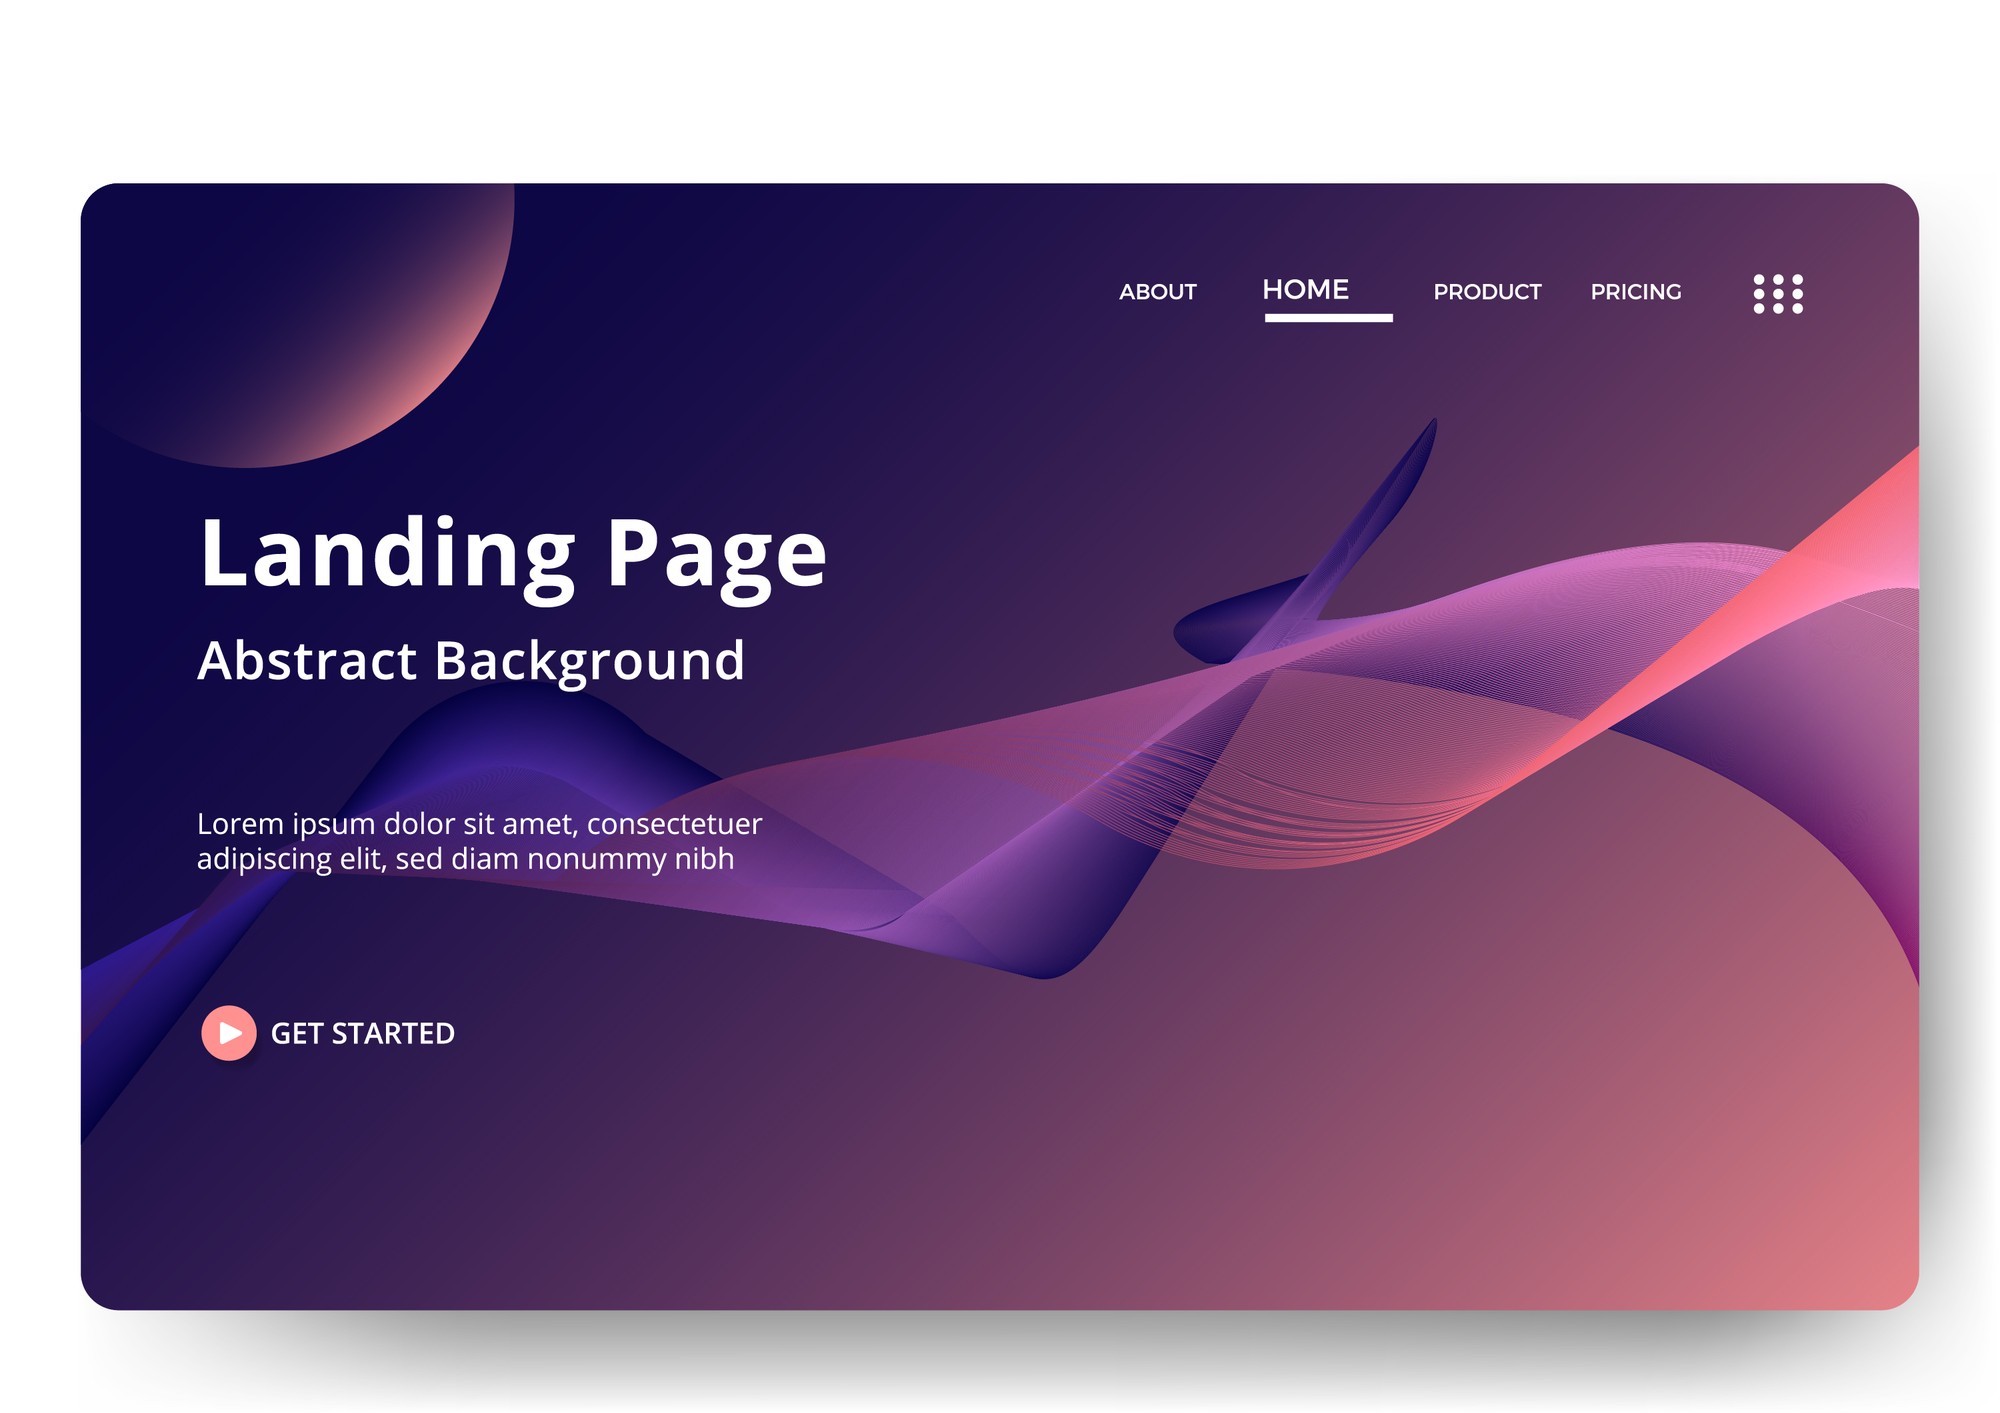 ABOUT HOME PRODUCT PRICING
Landing Page
Abstract Background
Lorem ipsum dolor sit amet, consectetuer
adipiscing elit, sed diam nonummy nibh
GET STARTED